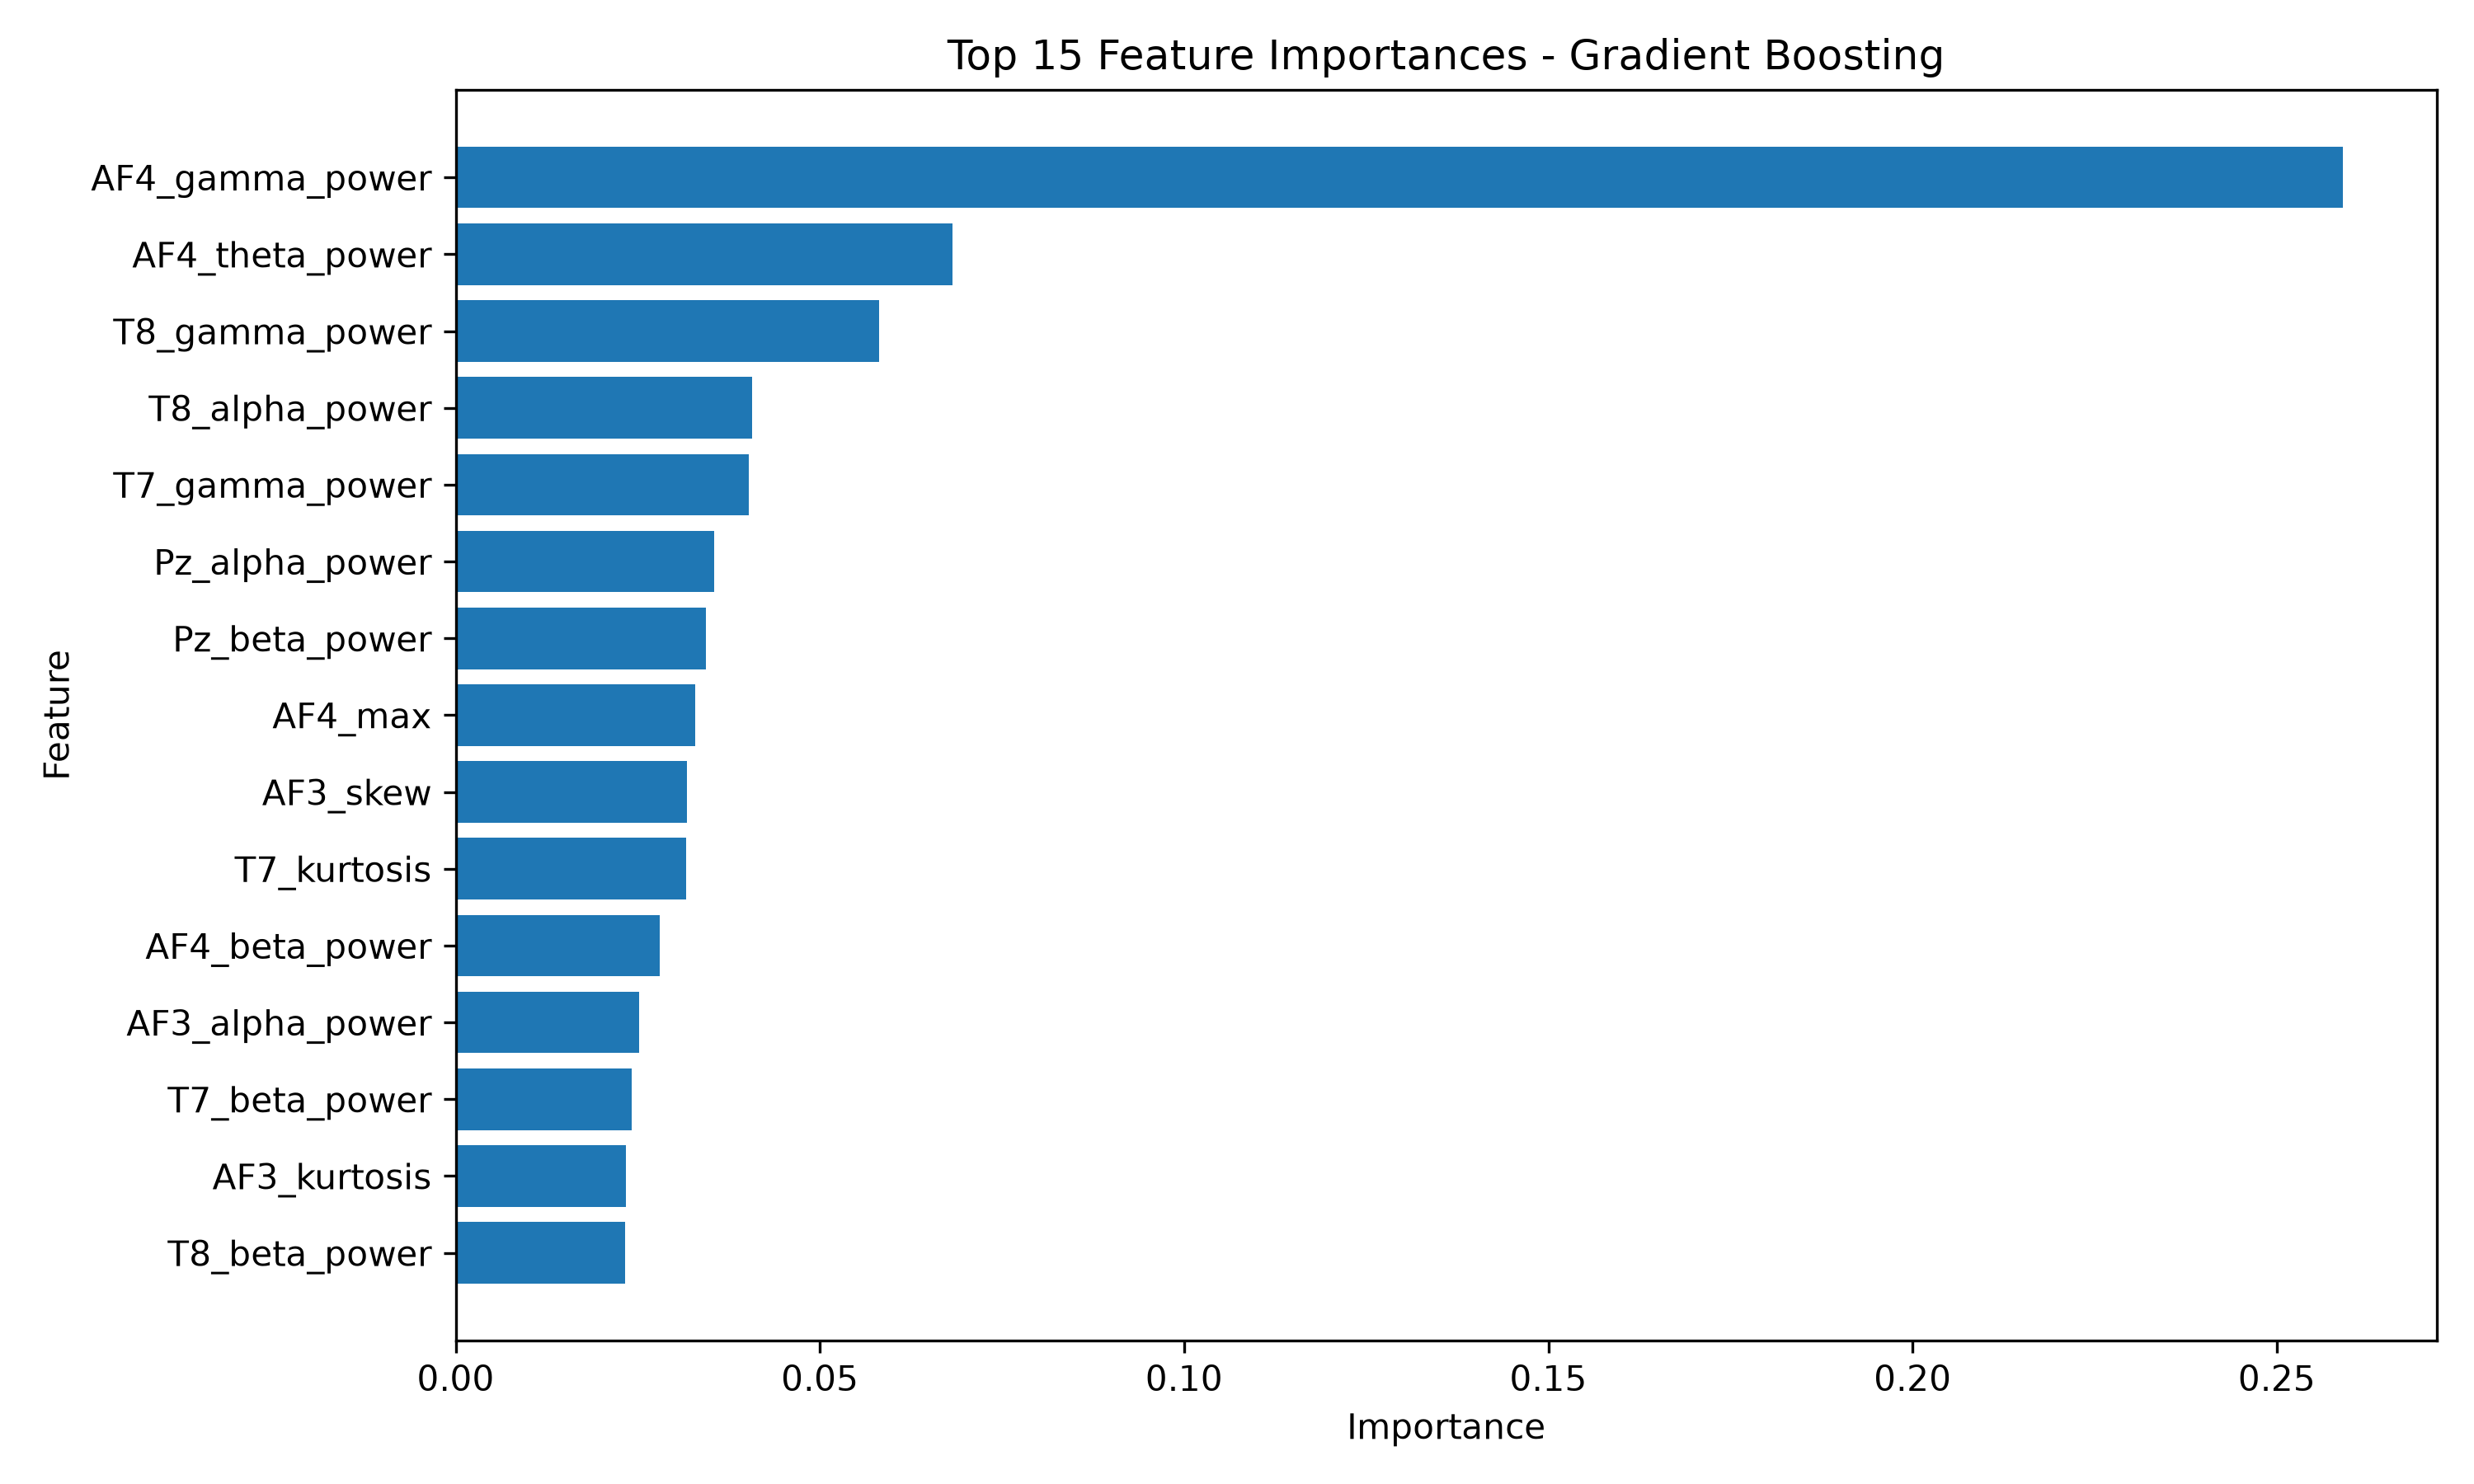 Top 15 Feature Importances - Gradient Boosting
AF4_gamma_power
AF4_theta_power
T8_gamma_power
T8_alpha_power
T7_gamma_power
Pz_alpha_power
Pz_beta_power
AF4_max
AF3_skew
T7_kurtosis
AF4_beta_power
AF3_alpha_power
T7_beta_power
AF3_kurtosis
T8_beta_power
Feature
0.00 0.05 0.10 0.15 0.20 0.25
Importance